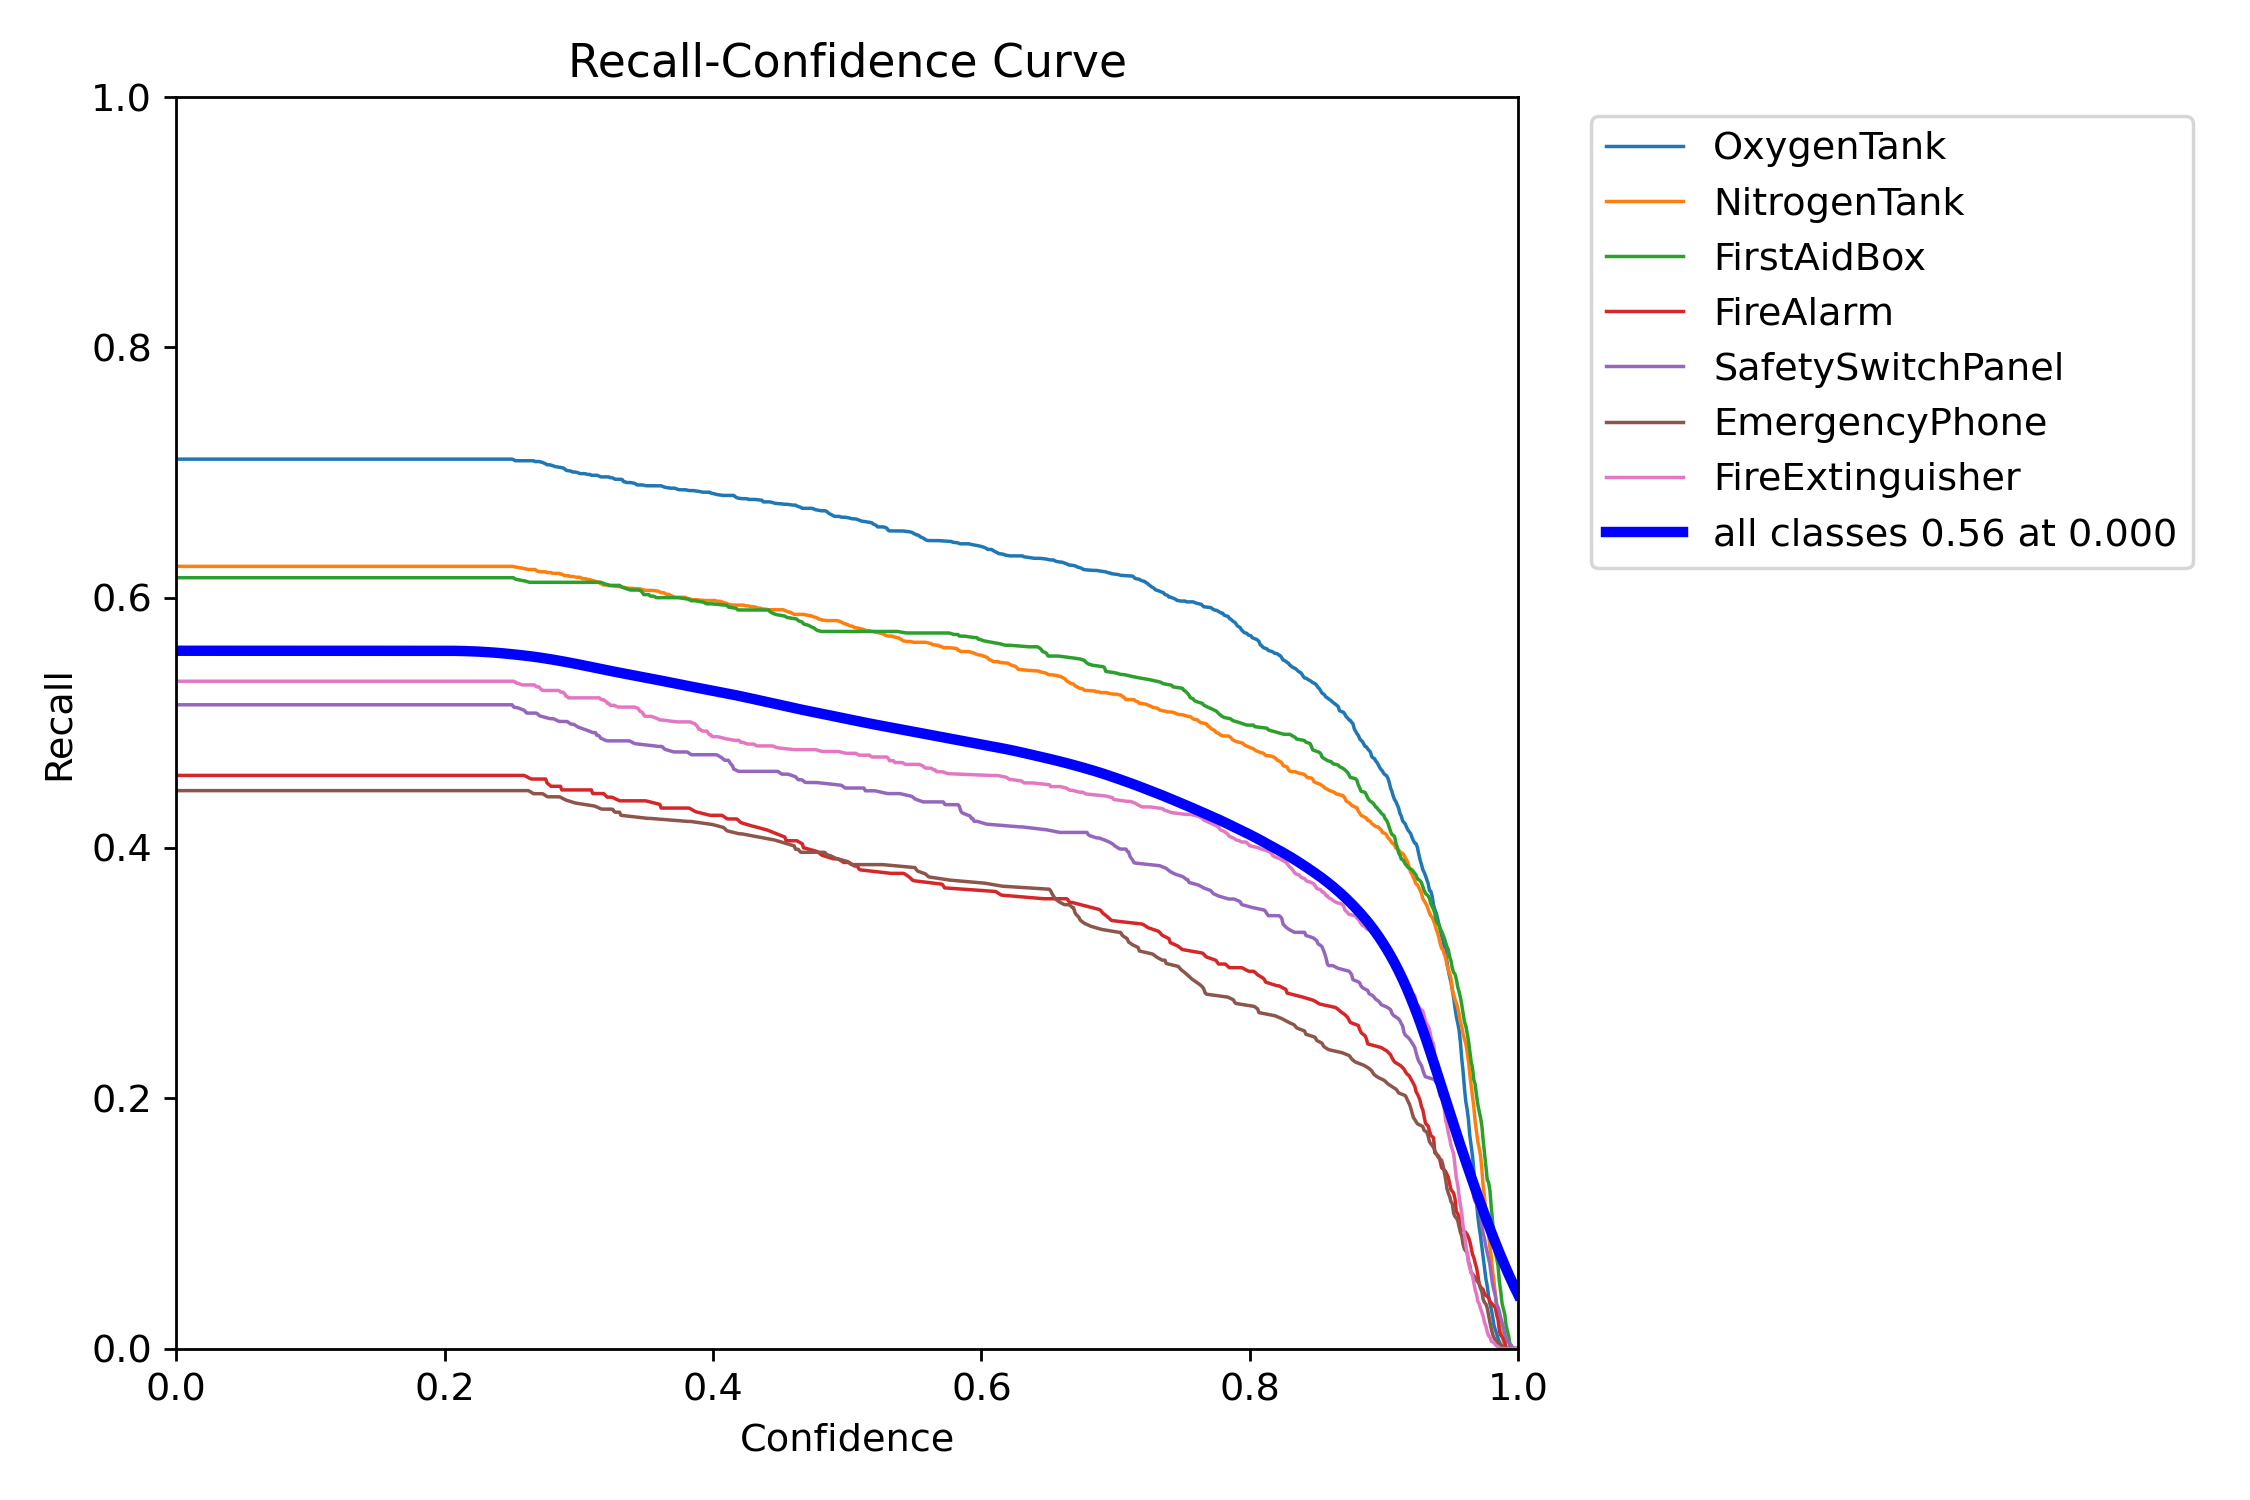 Recall-Confidence Curve
1.0
0.8
0.6
0.4
0.2
0.0
Recall
0.0 0.2 0.4 0.6 0.8 1.0
Confidence
OxygenTank
NitrogenTank
FirstAidBox
FireAlarm
SafetySwitchPanel
EmergencyPhone
FireExtinguisher
all classes 0.56 at 0.000